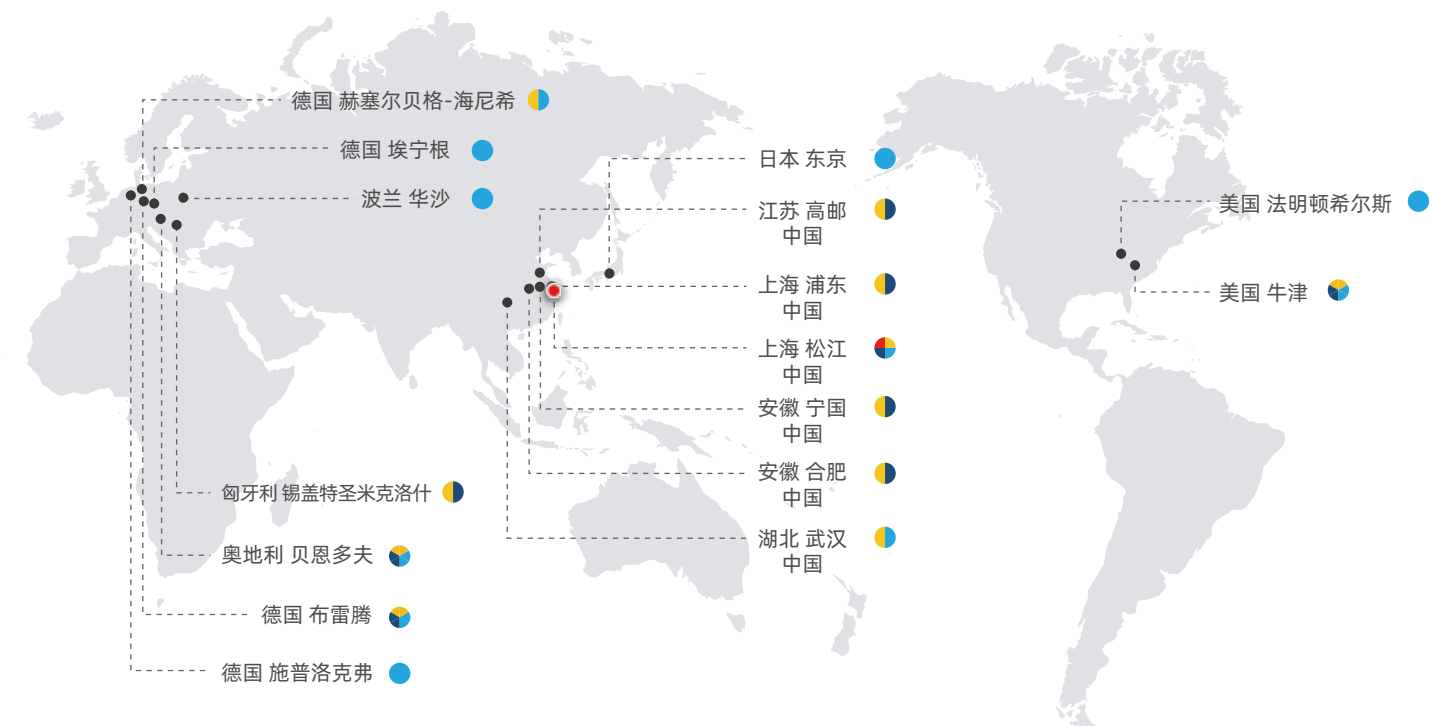 德国 赫塞尔贝格-海尼希
德国 埃宁根
波兰 华沙
匈牙利 锡盖特圣米克洛什
奥地利 贝恩多夫
德国 布雷腾
德国 施普洛克弗
日本 东京
江苏 高邮
中国
上海 浦东
中国
上海 松江
中国
安徽 宁国
中国
安徽 合肥
中国
湖北 武汉
中国
美国 法明顿希尔斯
美国 牛津